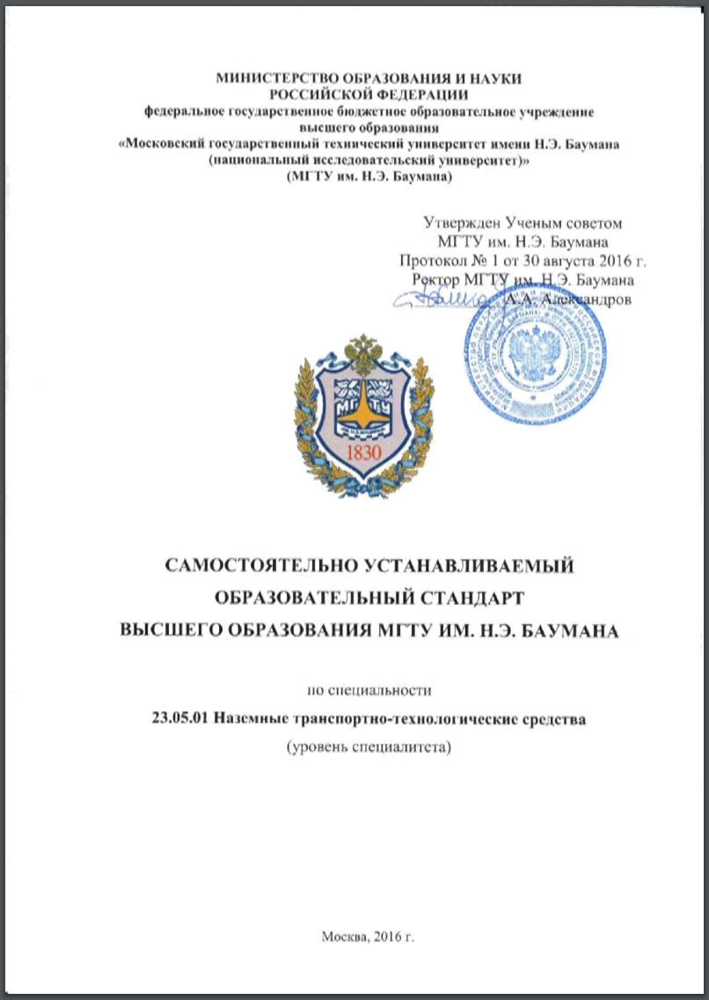 МИНИСТЕРСТВО ОБРАЗОВАНИЯ И НАУКИ
РОССИЙСКОЙ ФЕДЕРАЦИИ
федеральное государственное бюджетное образовательное учреждение
высшего образования
«Московский государственный технический университет имени Н.Э. Баумана
(национальный исследовательский университет)»
(МГТУ им. Н.Э. Баумана)
Утвержден Ученым советом
МГТУ им. Н.Э. Баумана
Протокол № 1 от 30 августа 2016 г.
Ректор МГТУ им. Н.Э. Баумана
А.А. Александров
МГТУ
1830
САМОСТОЯТЕЛЬНО УСТАНАВЛИВАЕМЫЙ
ОБРАЗОВАТЕЛЬНЫЙ СТАНДАРТ
ВЫСШЕГО ОБРАЗОВАНИЯ МГТУ ИМ. Н.Э. БАУМАНА
по специальности
23.05.01 Наземные транспортно-технологические средства
(уровень специалитета)
Москва, 2016 г.